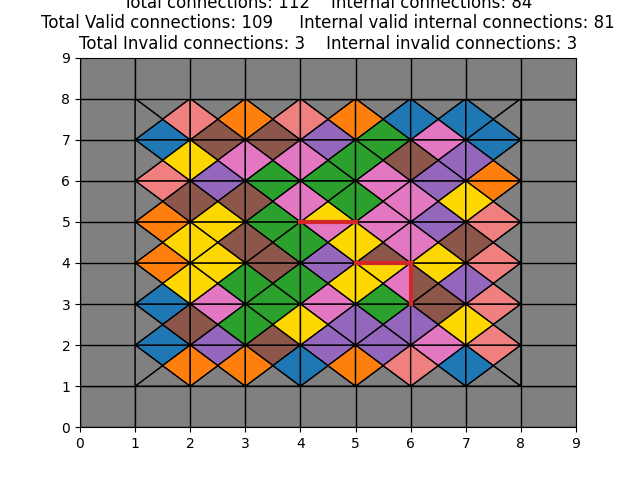 Total connections: 112 Internal connections: 84
Total Valid connections: 109 Internal valid internal connections: 81
Total Invalid connections: 3 Internal invalid connections: 3
9
8
7
6
5
4
3
2
1
0
0 1 2 3 4 5 6 7 8 9